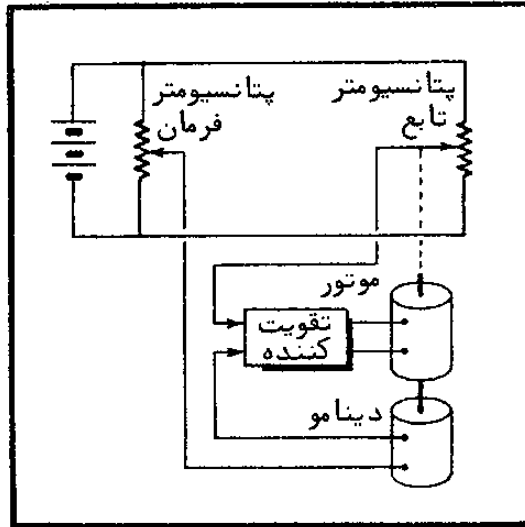 پتانسیومتر
فرمان
پتانسیومتر
تابع
موتور
تقویت
کننده
دینامو